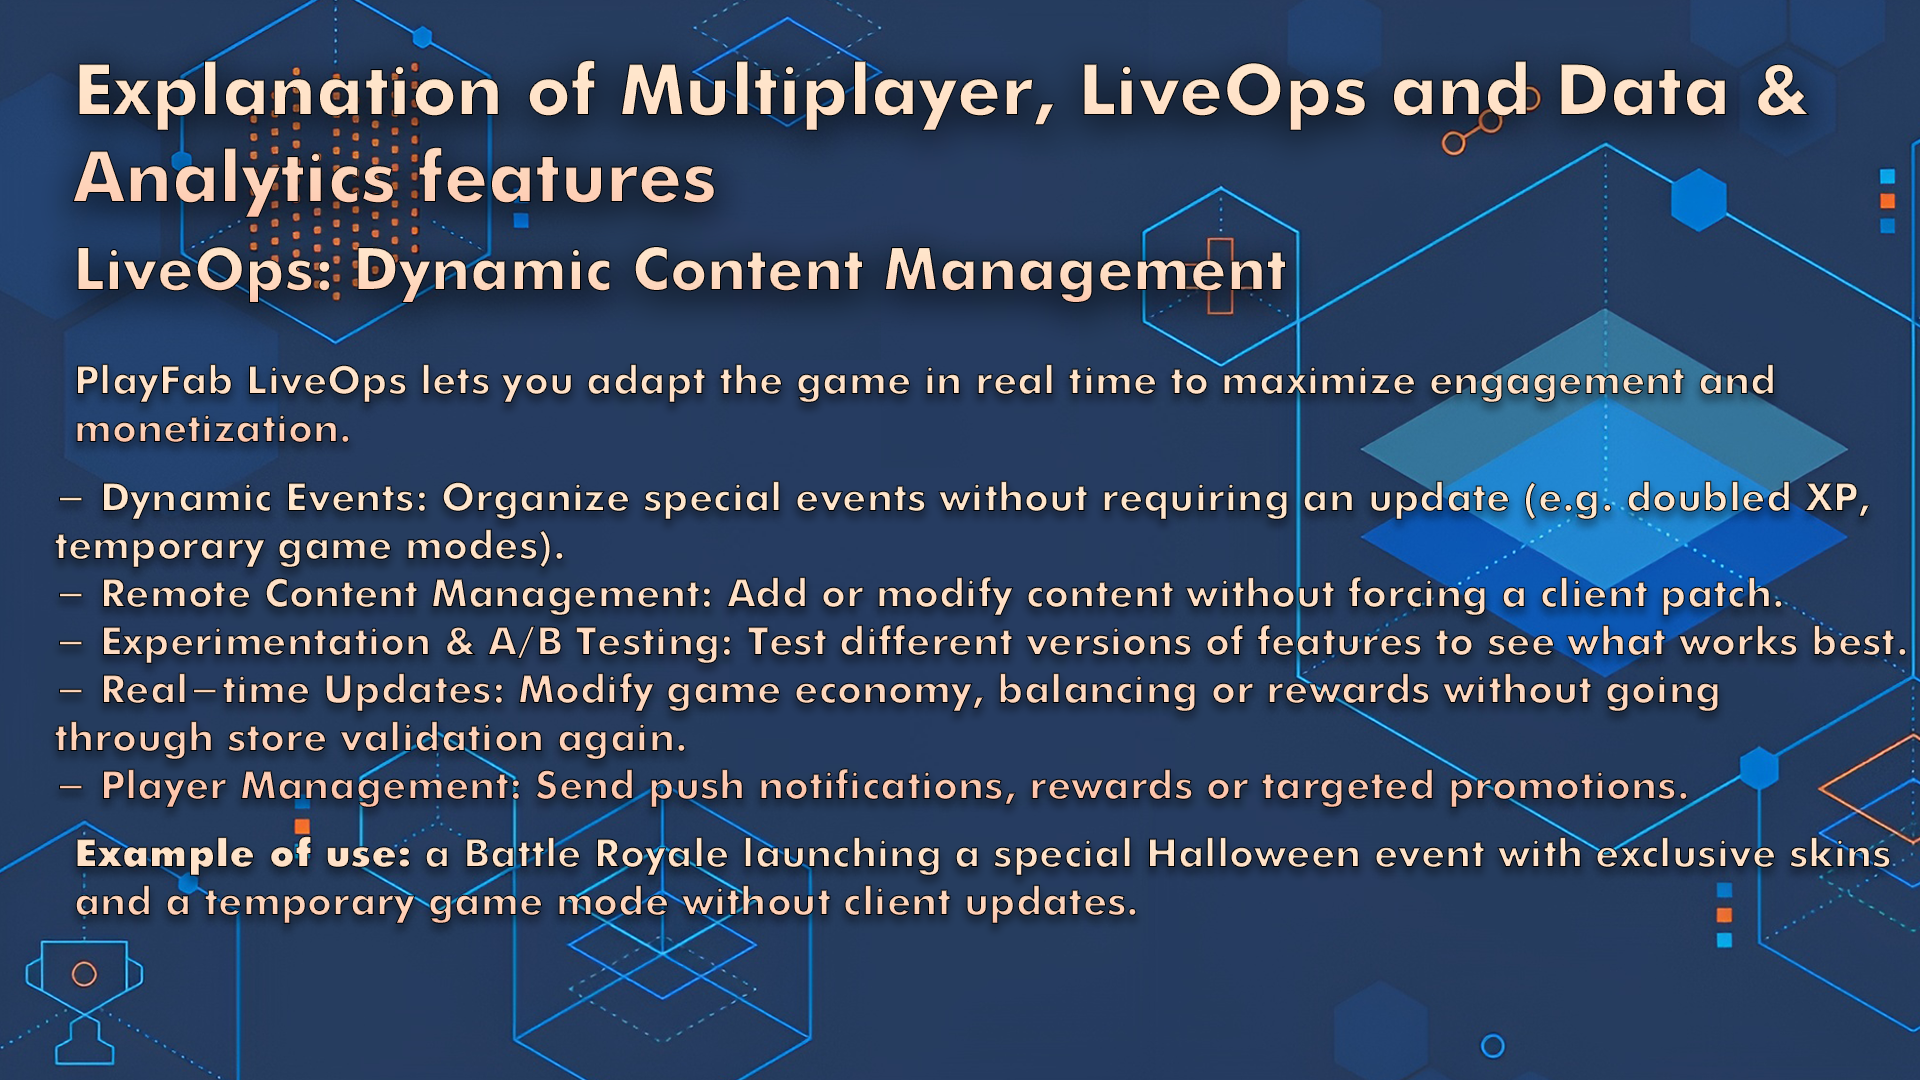 Explanation of Multiplayer, LiveOps and Data &
Analytics features
LiveOps: Dynamic Content Management
PlayFab LiveOps lets you adapt the game in real time to maximize engagement and
monetization.
– Dynamic Events: Organize special events without requiring an update (e.g. doubled XP,
temporary game modes).
– Remote Content Management: Add or modify content without forcing a client patch.
– Experimentation & A/B Testing: Test different versions of features to see what works best.
– Real–time Updates: Modify game economy, balancing or rewards without going
through store validation again.
– Player Management: Send push notifications, rewards or targeted promotions.
Example of use: a Battle Royale launching a special Halloween event with exclusive skins
and a temporary game mode without client updates.